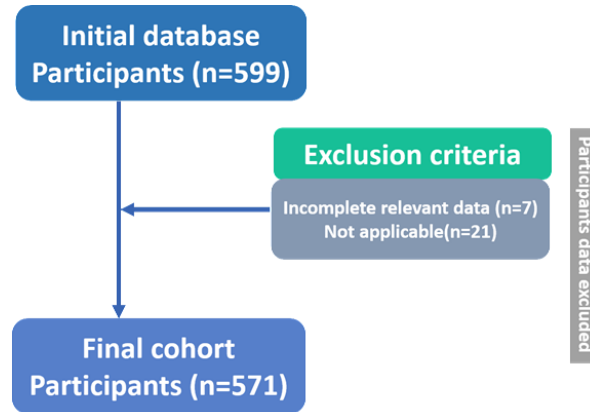 Initial database
Participants (n=599)
Exclusion criteria
Incomplete relevant data (n=7)
Not applicable(n=21)
Participants data excluded
Final cohort
Participants (n=571)